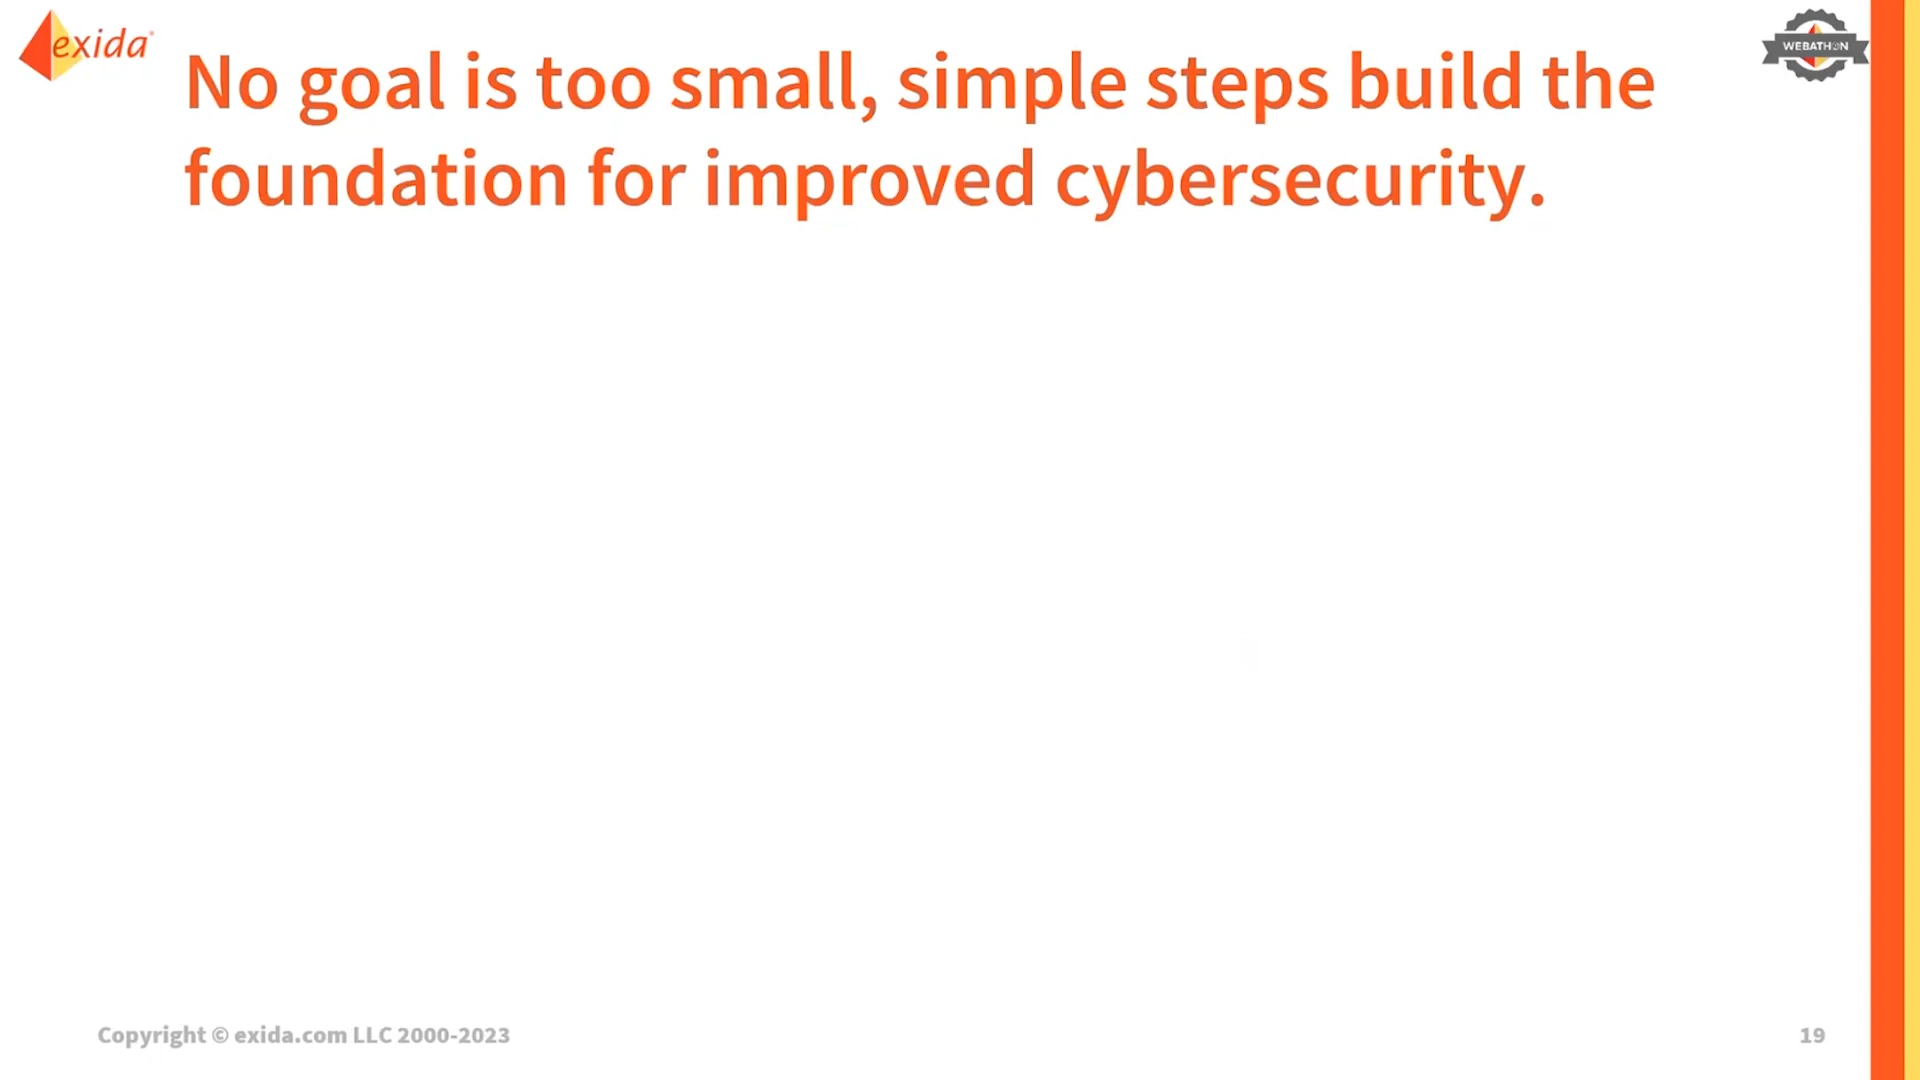 exida
WEBATHON
No goal is too small, simple steps build the
foundation for improved cybersecurity.
Copyright © exida.com LLC 2000-2023
19